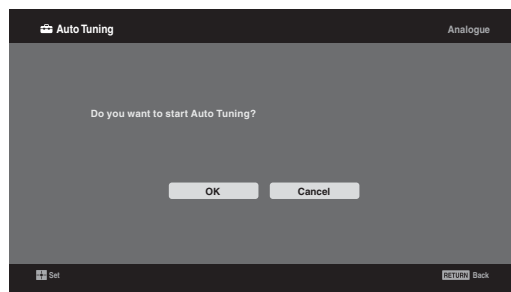 Auto Tuning Analogue
Do you want to start Auto Tuning?
OK Cancel
Set RETURN Back